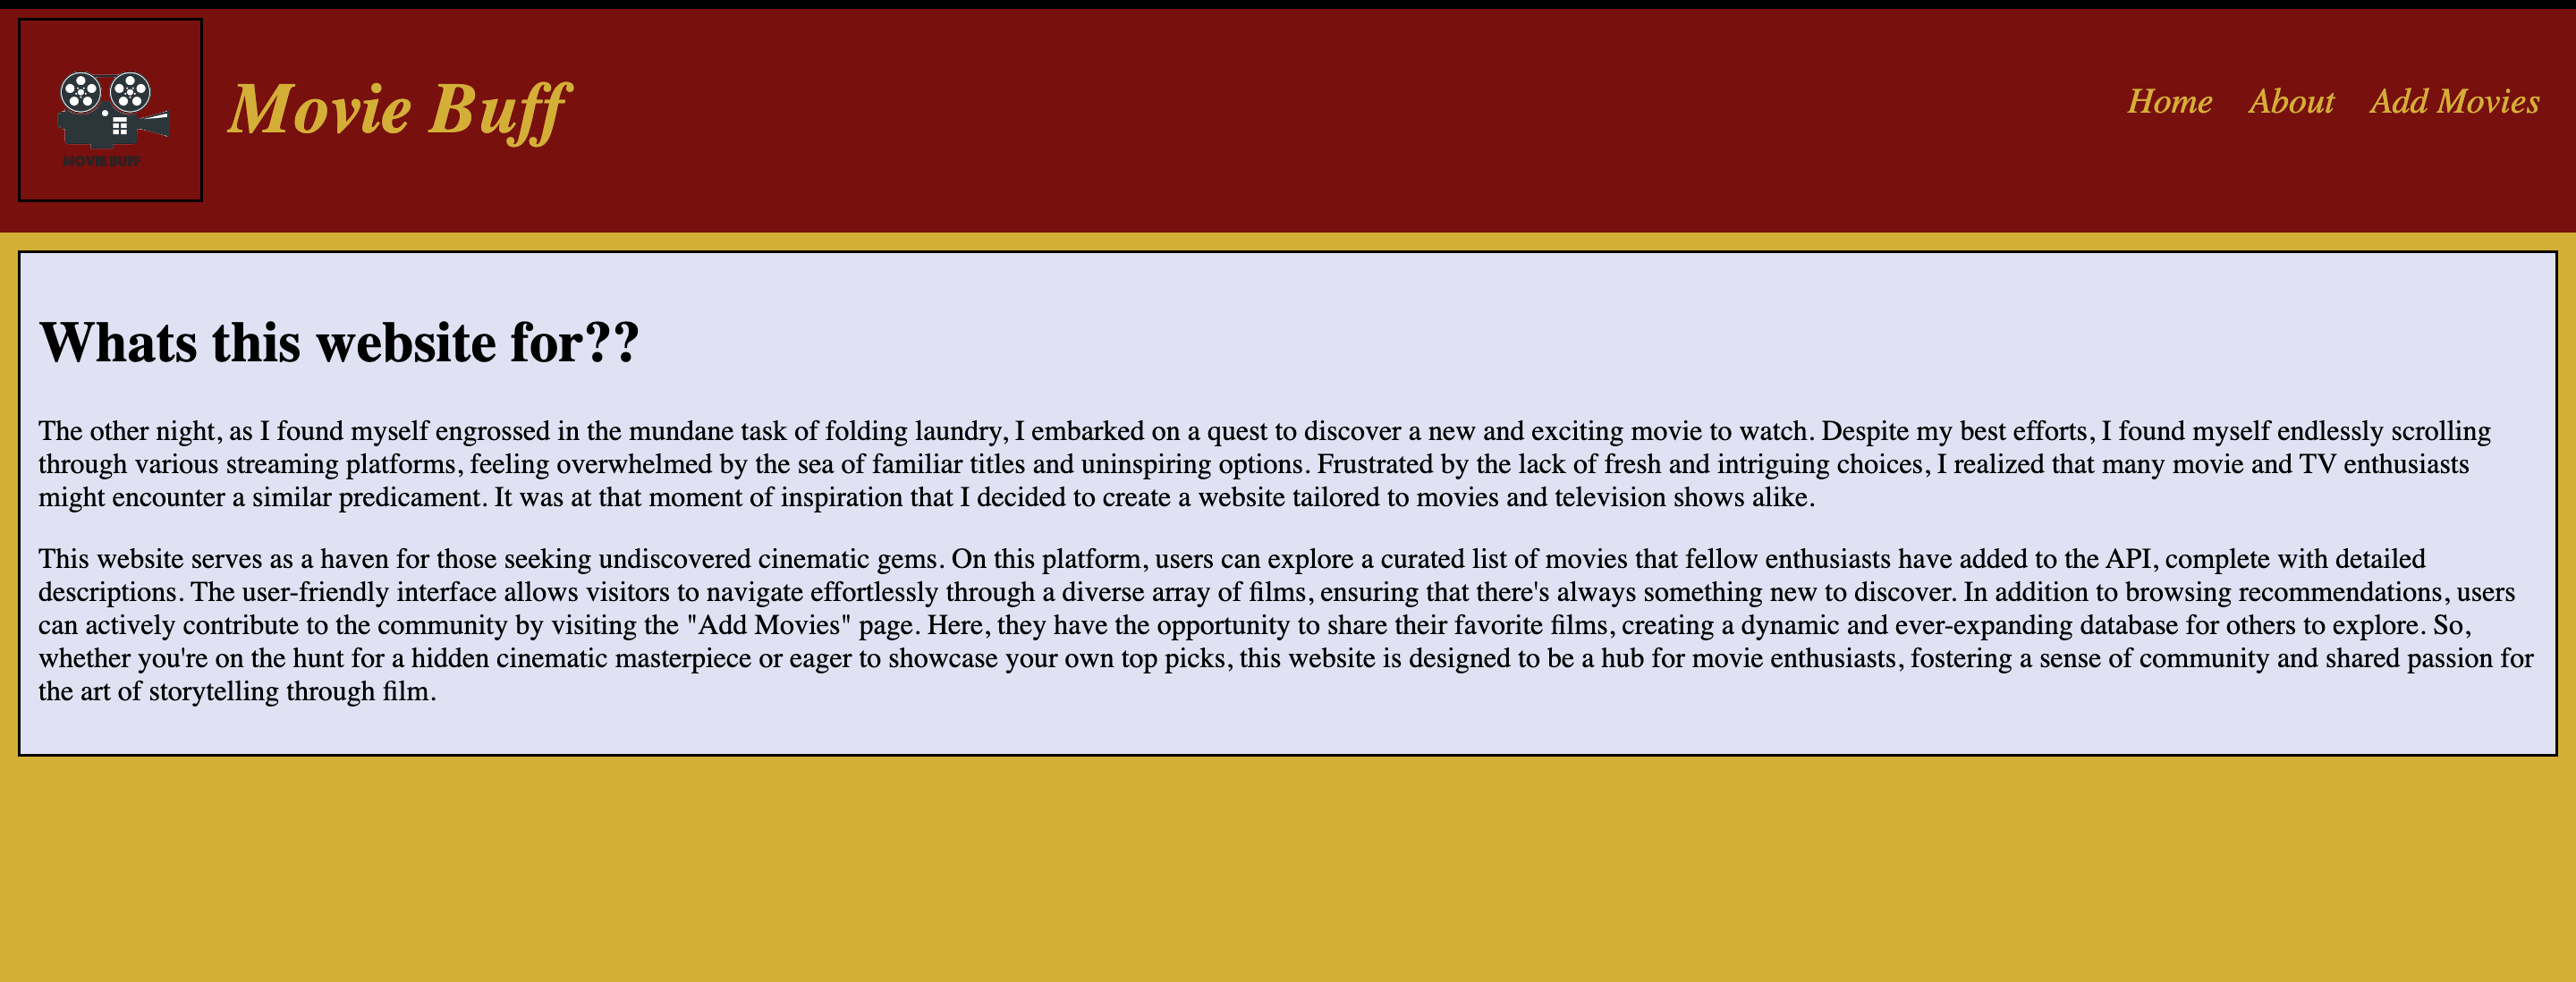 MOVIE BUFF
Movie Buff
Home About Add Movies
Whats this website for??
The other night, as I found myself engrossed in the mundane task of folding laundry, I embarked on a quest to discover a new and exciting movie to watch. Despite my best efforts, I found myself endlessly scrolling
through various streaming platforms, feeling overwhelmed by the sea of familiar titles and uninspiring options. Frustrated by the lack of fresh and intriguing choices, I realized that many movie and TV enthusiasts
might encounter a similar predicament. It was at that moment of inspiration that I decided to create a website tailored to movies and television shows alike.
This website serves as a haven for those seeking undiscovered cinematic gems. On this platform, users can explore a curated list of movies that fellow enthusiasts have added to the API, complete with detailed
descriptions. The user-friendly interface allows visitors to navigate effortlessly through a diverse array of films, ensuring that there's always something new to discover. In addition to browsing recommendations, users
can actively contribute to the community by visiting the "Add Movies" page. Here, they have the opportunity to share their favorite films, creating a dynamic and ever-expanding database for others to explore. So,
whether you're on the hunt for a hidden cinematic masterpiece or eager to showcase your own top picks, this website is designed to be a hub for movie enthusiasts, fostering a sense of community and shared passion for
the art of storytelling through film.